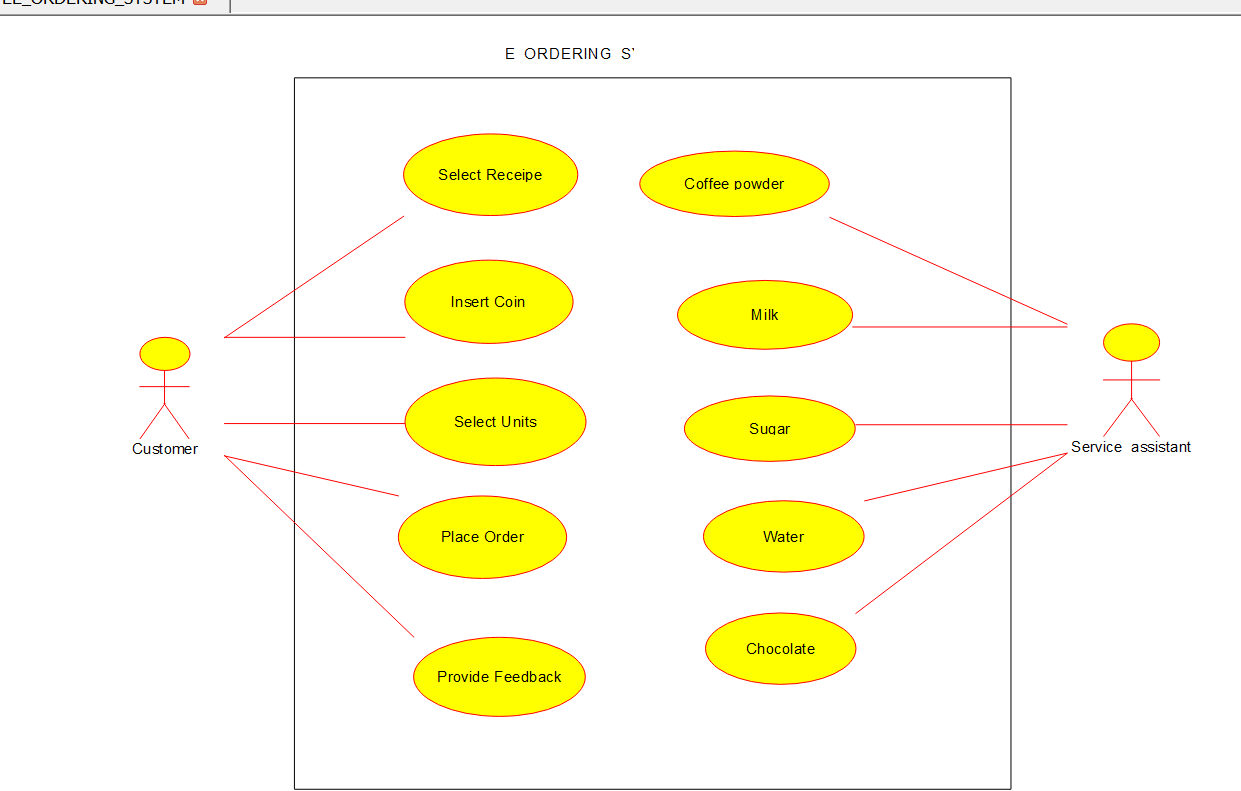 EE_ORDERING_SYSTEM
E ORDERING S
Select Receipe
Coffee powder
Insert Coin
Milk
Select Units
Sugar
Customer
Service assistant
Place Order
Water
Provide Feedback
Chocolate